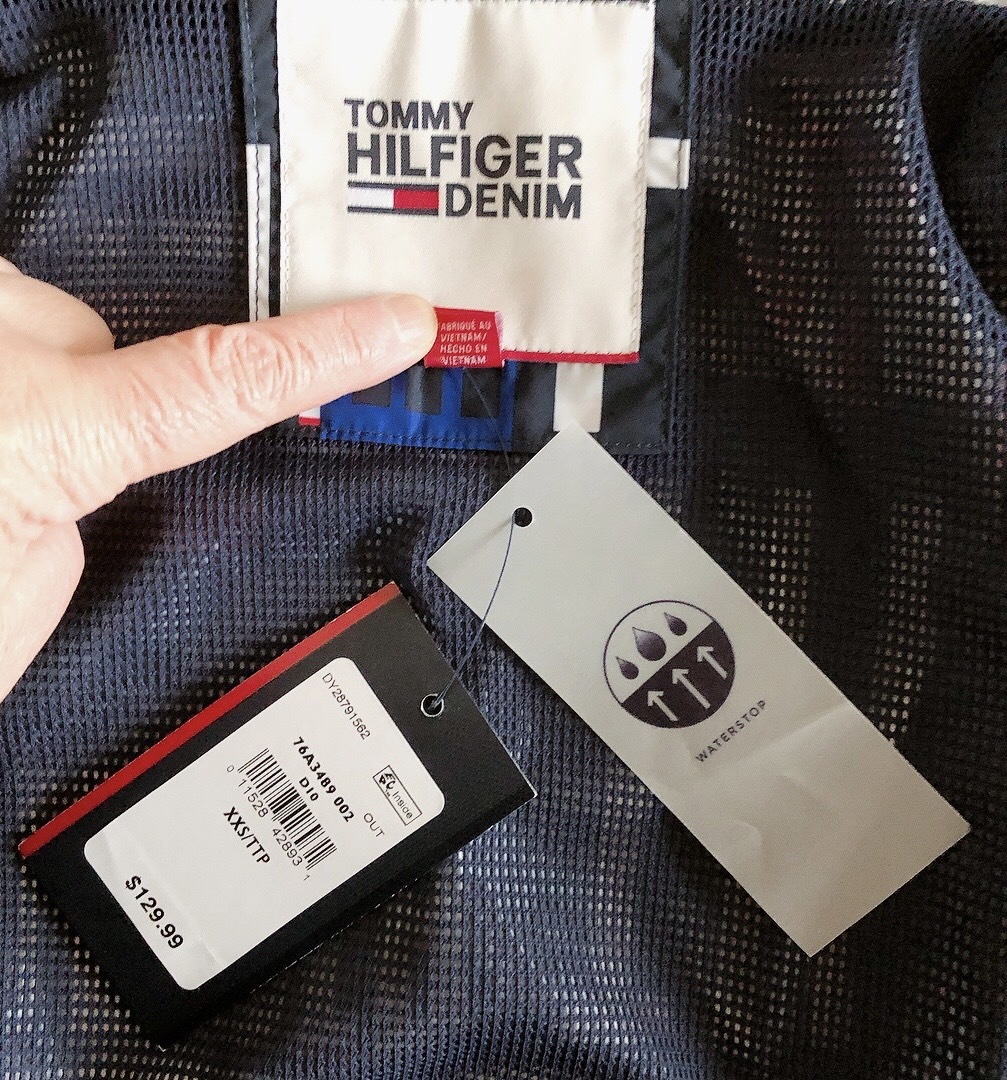 TOMMY
HILFIGER
DENIM
FABRIQUÉ AU
VIETNAM/
HECHO EN
VIETNAM
WATERSTOP
DY28791562
76A3489 002
D10
OUT
Inside
0 11528 42893 1
XXS/TTP
$129.99